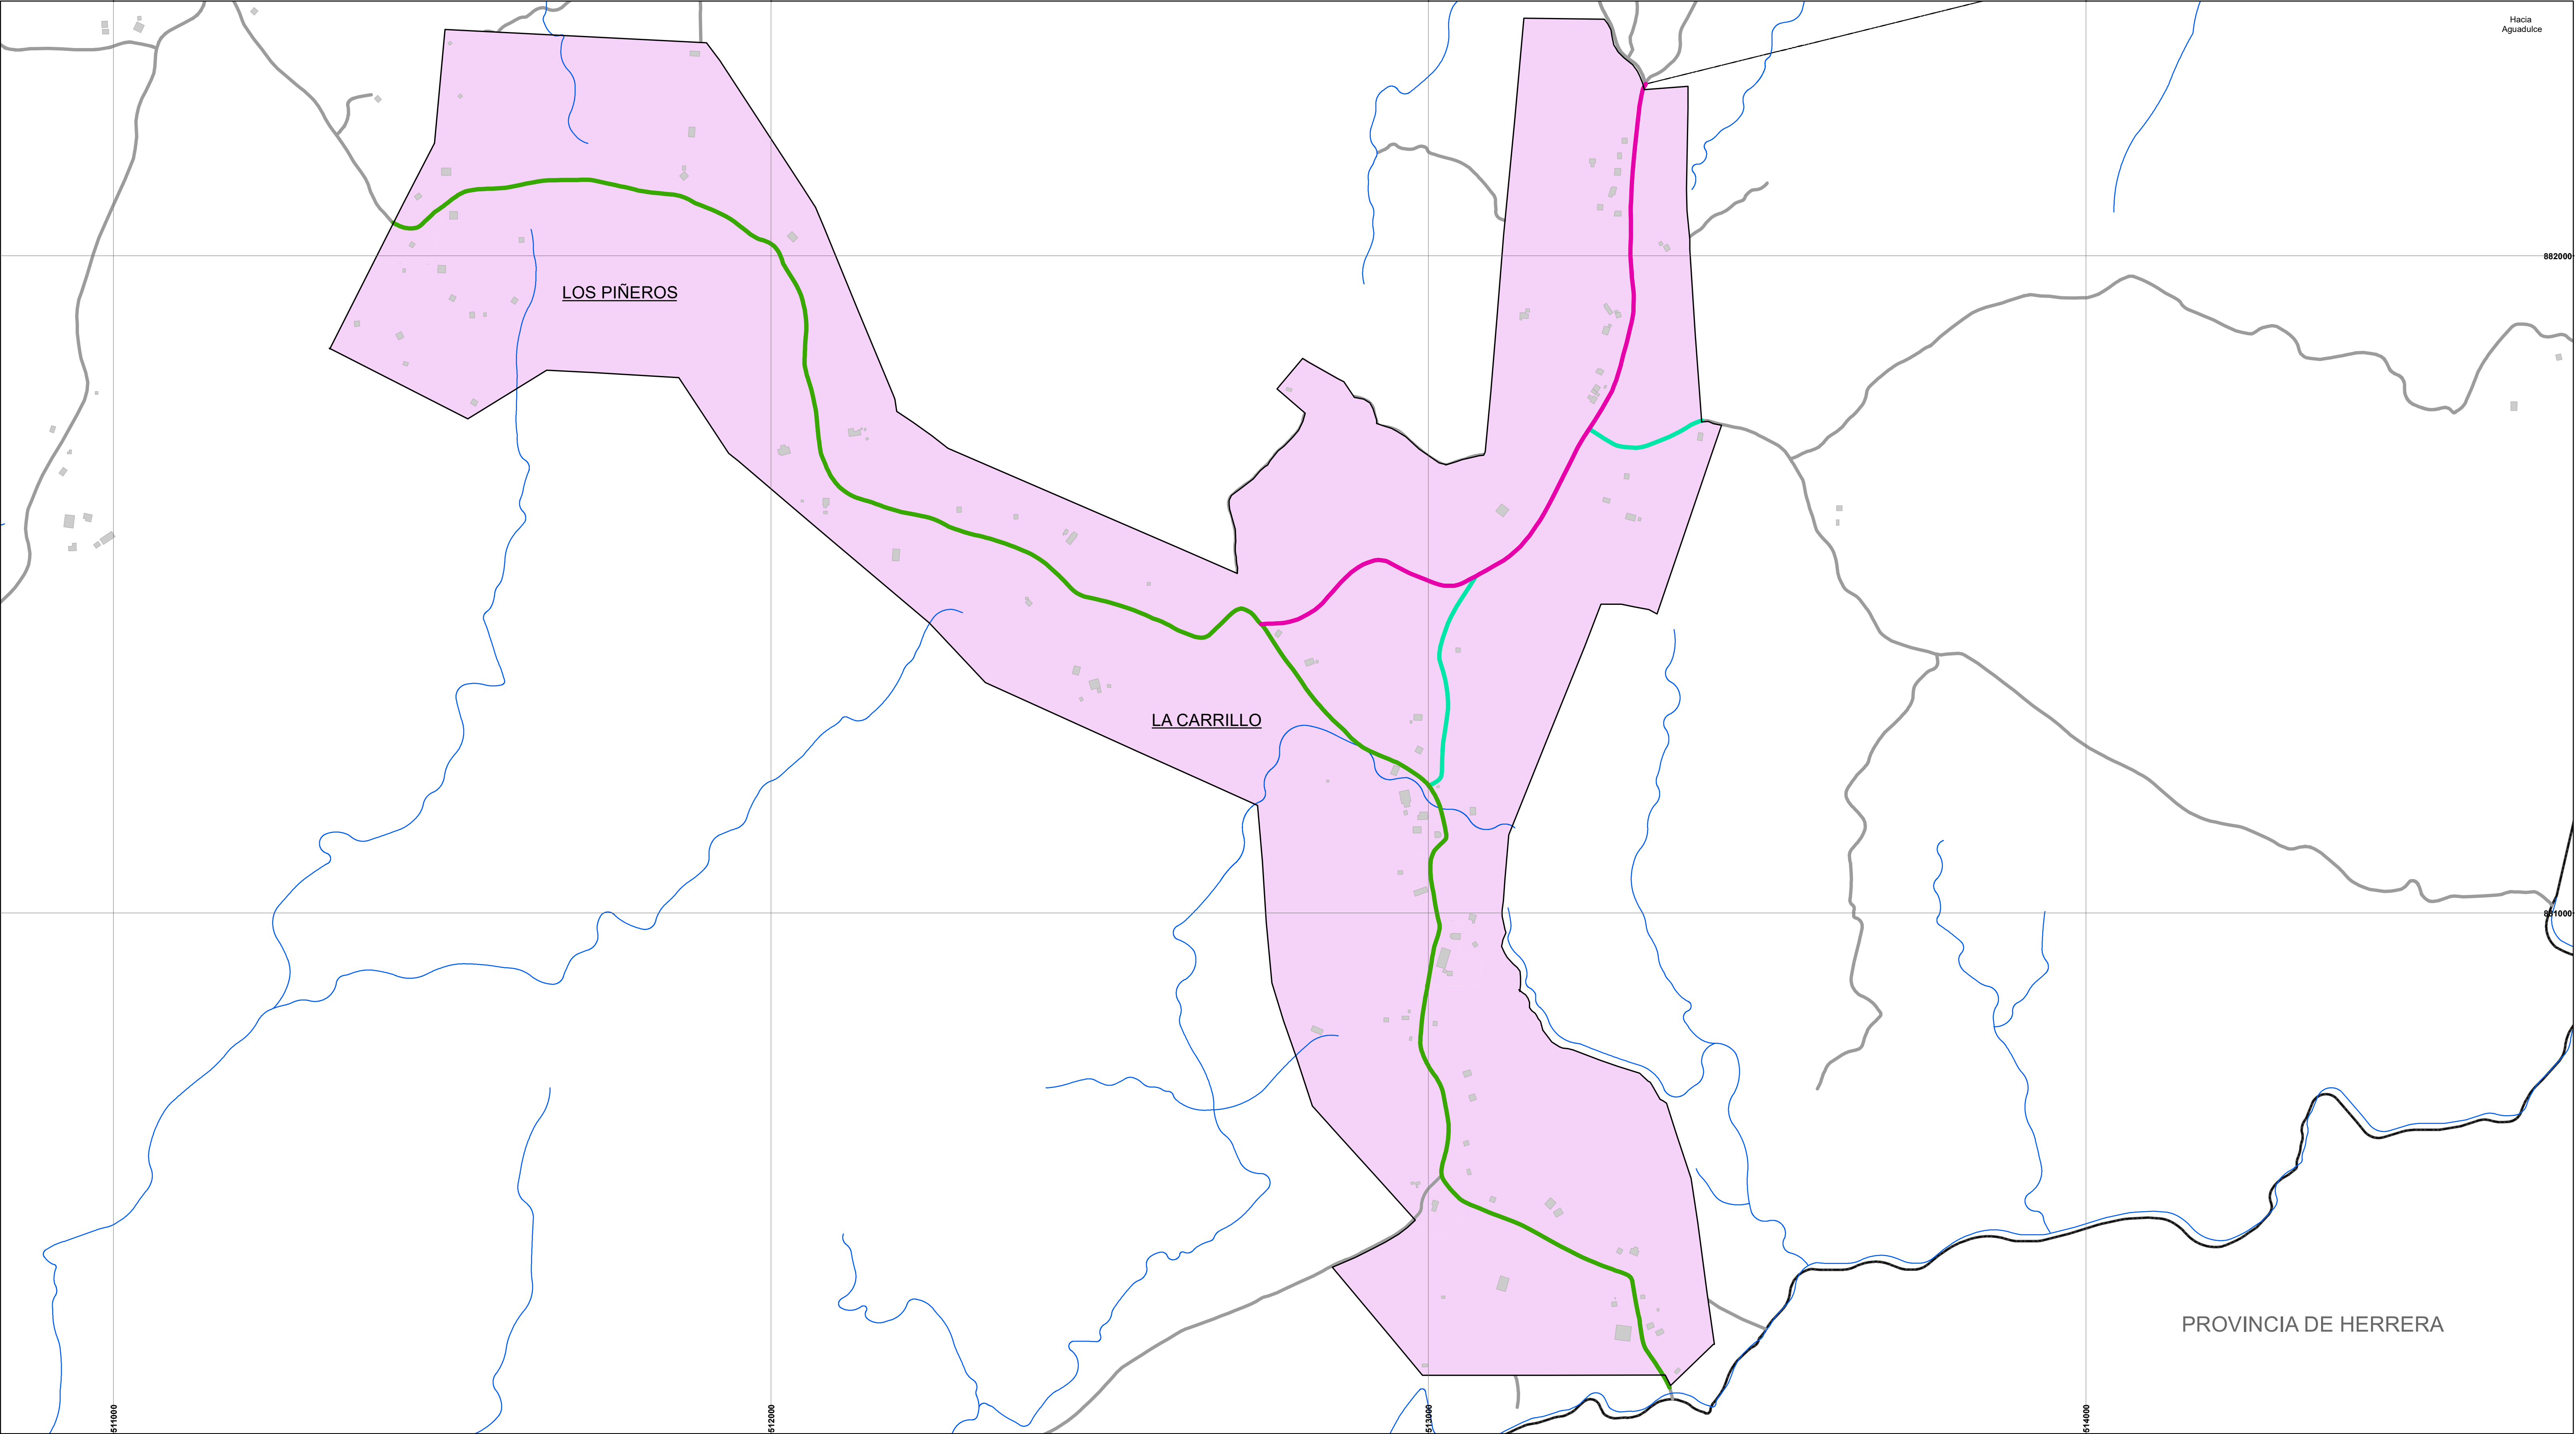 Hacia
Aguadulce
882000
LOS PIÑEROS
LA CARRILLO
881000
PROVINCIA DE HERRERA
511000
512000
513000
514000